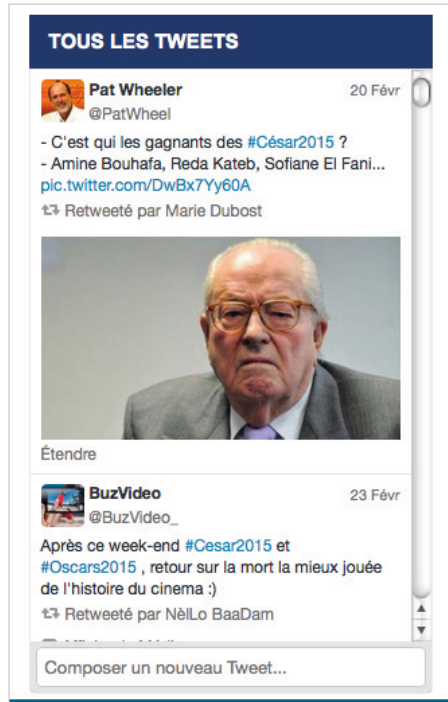 TOUS LES TWEETS
Pat Wheeler 20 Févr
@PatWheel
- C'est qui les gagnants des #César2015 ?
- Amine Bouhafa, Reda Kateb, Sofiane El Fani...
pic.twitter.com/DwBx7Yy60A
Retweeté par Marie Dubost
Étendre
BuzVideo 23 Févr
@BuzVideo_
Après ce week-end #Cesar2015 et
#Oscars2015 , retour sur la mort la mieux jouée
de l'histoire du cinema :)
Retweeté par NèlLo BaaDam
Composer un nouveau Tweet...